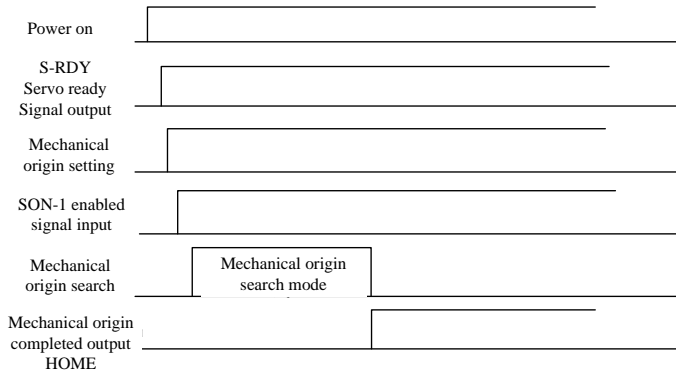 Power on
S-RDY
Servo ready
Signal output
Mechanical
origin setting
SON-1 enabled
signal input
Mechanical
origin search
Mechanical origin
search mode
Mechanical origin
completed output
HOME